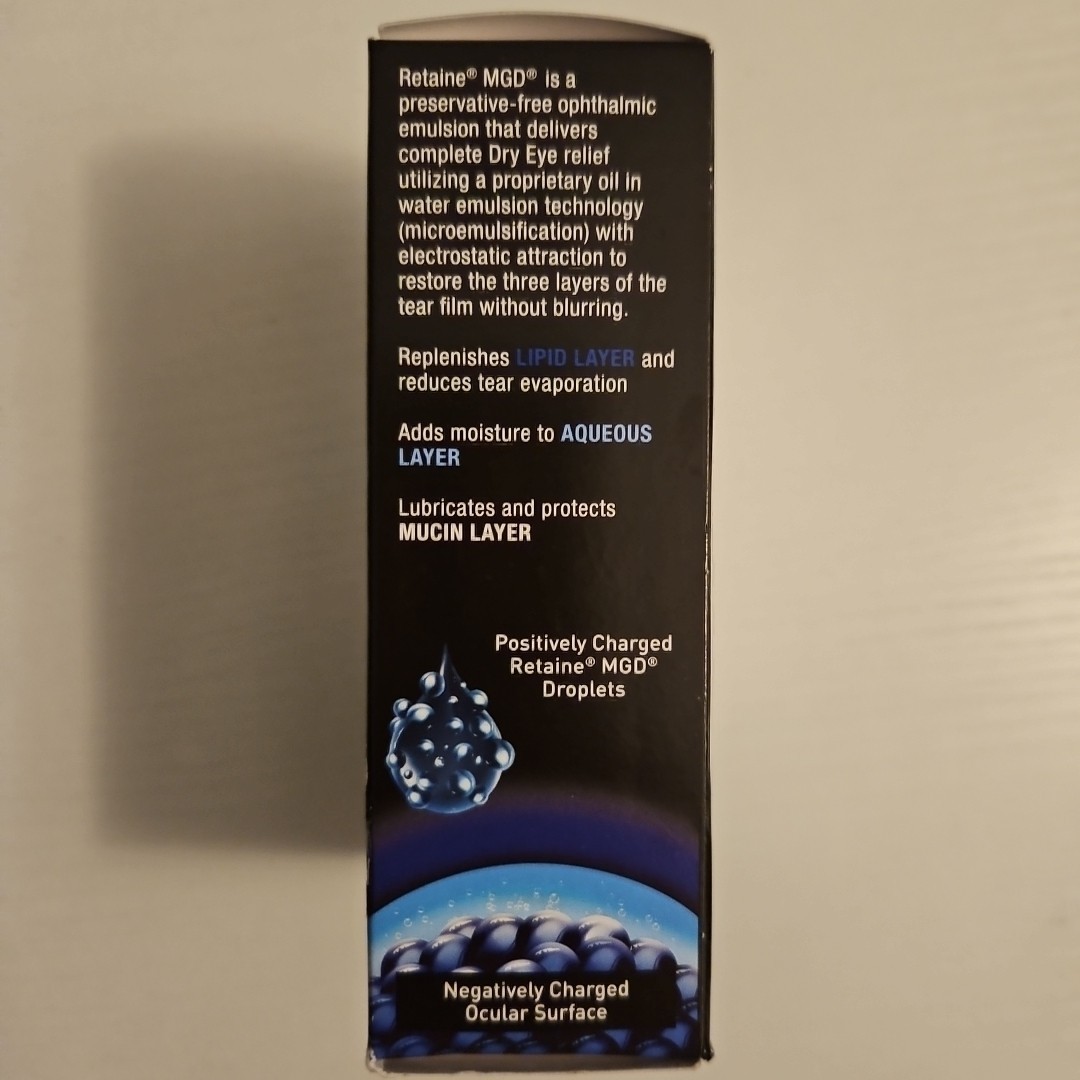 Retaine® MGD® is a
preservative-free ophthalmic
emulsion that delivers
complete Dry Eye relief
utilizing a proprietary oil in
water emulsion technology
(microemulsification) with
electrostatic attraction to
restore the three layers of the
tear film without blurring.
Replenishes LIPID LAYER and
reduces tear evaporation
Adds moisture to AQUEOUS
LAYER
Lubricates and protects
MUCIN LAYER
Positively Charged
Retaine® MGD®
Droplets
Negatively Charged
Ocular Surface